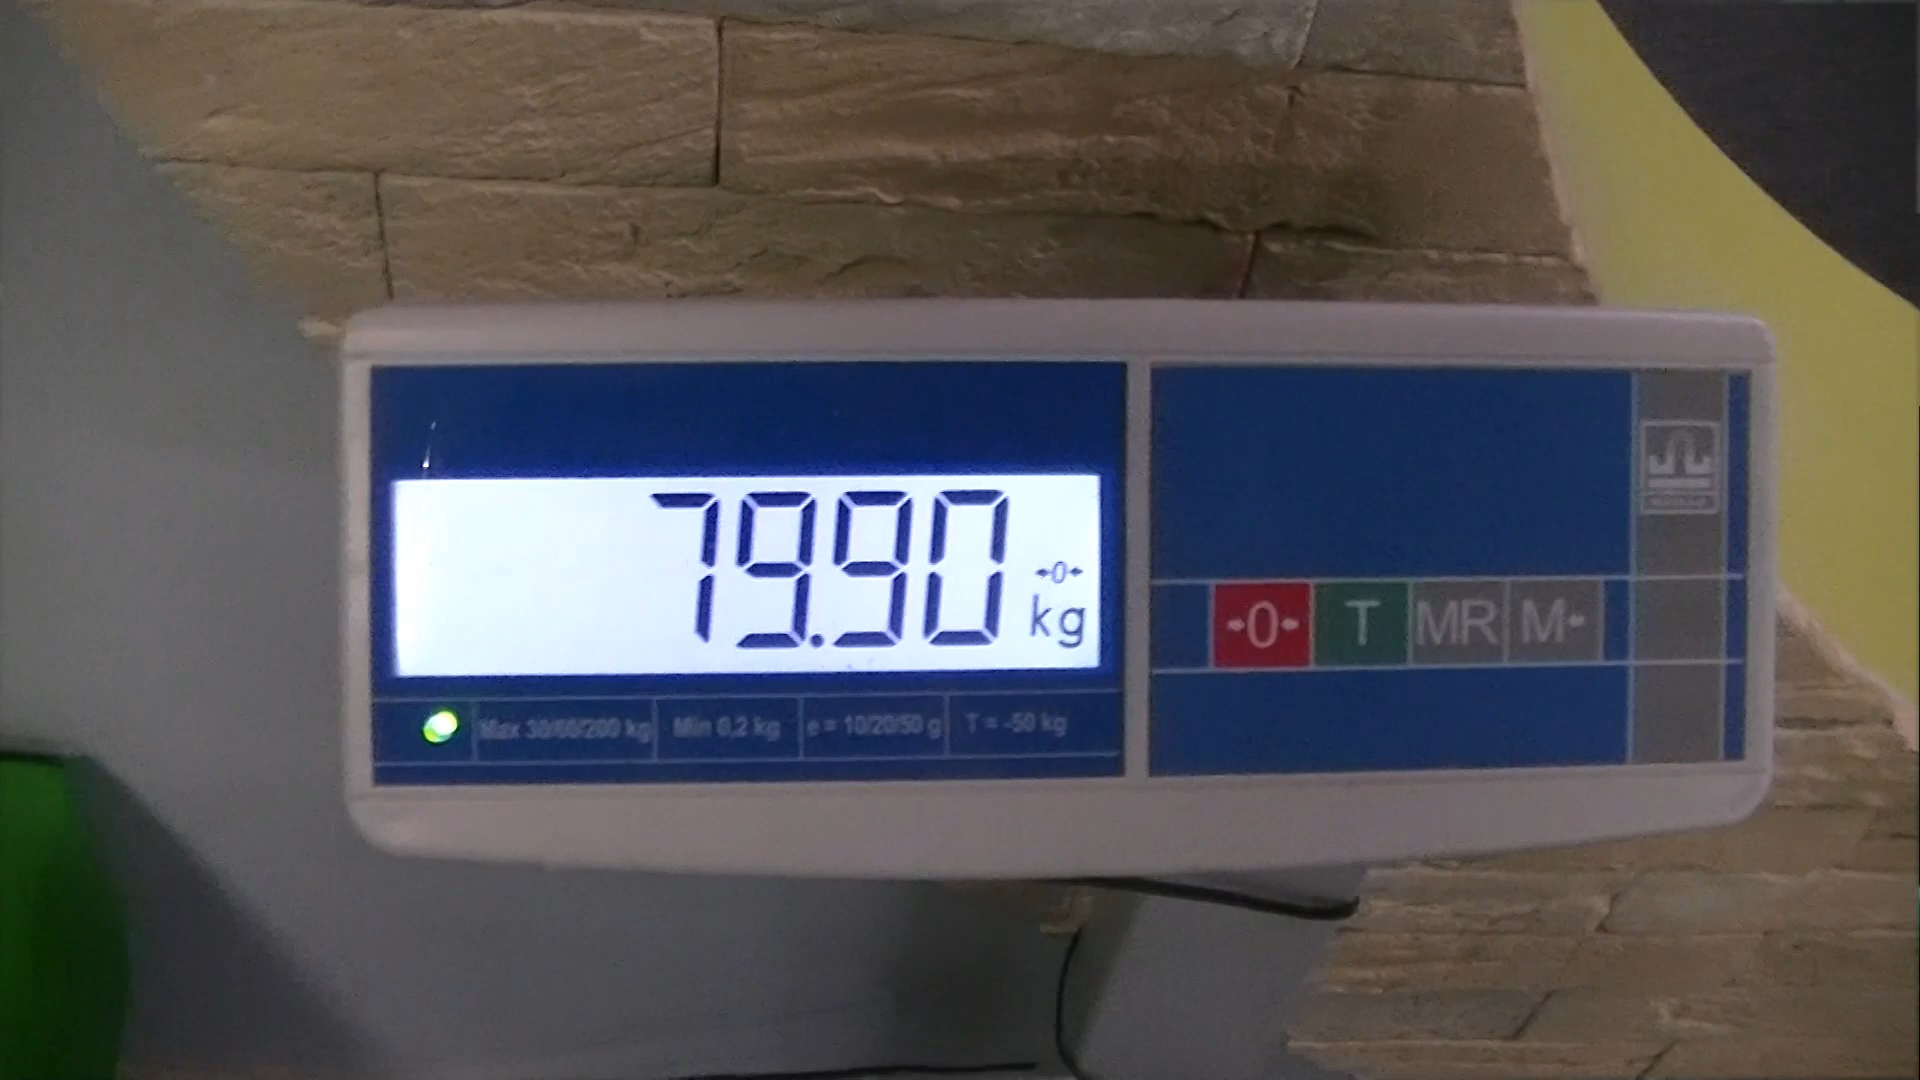 79.90
→0←
kg
→0← T MR M←
Max 30/60/200 kg Min 0,2 kg e = 10/20/50 g T = -50 kg